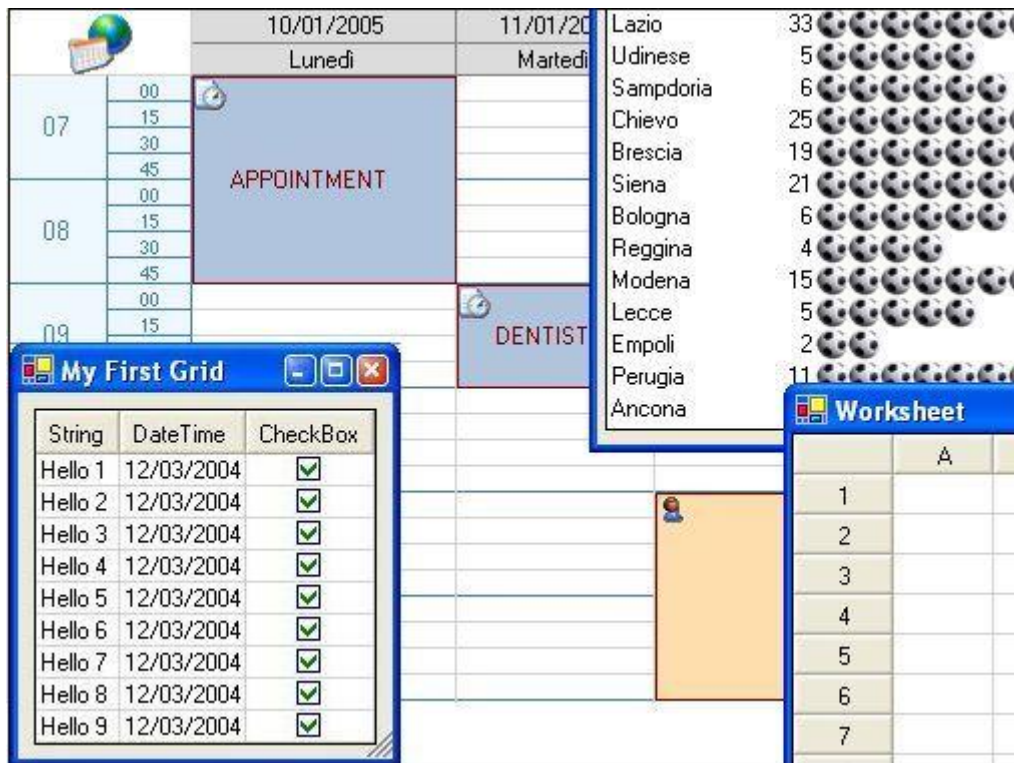 10/01/2005 11/01/20
Lunedì Martedì
07 00
15
30
45
08 00
15
30
45
09 00
15
APPOINTMENT
DENTIST
Lazio 33
Udinese 5
Sampdoria 6
Chievo 25
Brescia 19
Siena 21
Bologna 6
Reggina 4
Modena 15
Lecce 5
Empoli 2
Perugia 11
Ancona
My First Grid
String DateTime CheckBox
Hello 1 12/03/2004
Hello 2 12/03/2004
Hello 3 12/03/2004
Hello 4 12/03/2004
Hello 5 12/03/2004
Hello 6 12/03/2004
Hello 7 12/03/2004
Hello 8 12/03/2004
Hello 9 12/03/2004
Worksheet
A
1
2
3
4
5
6
7